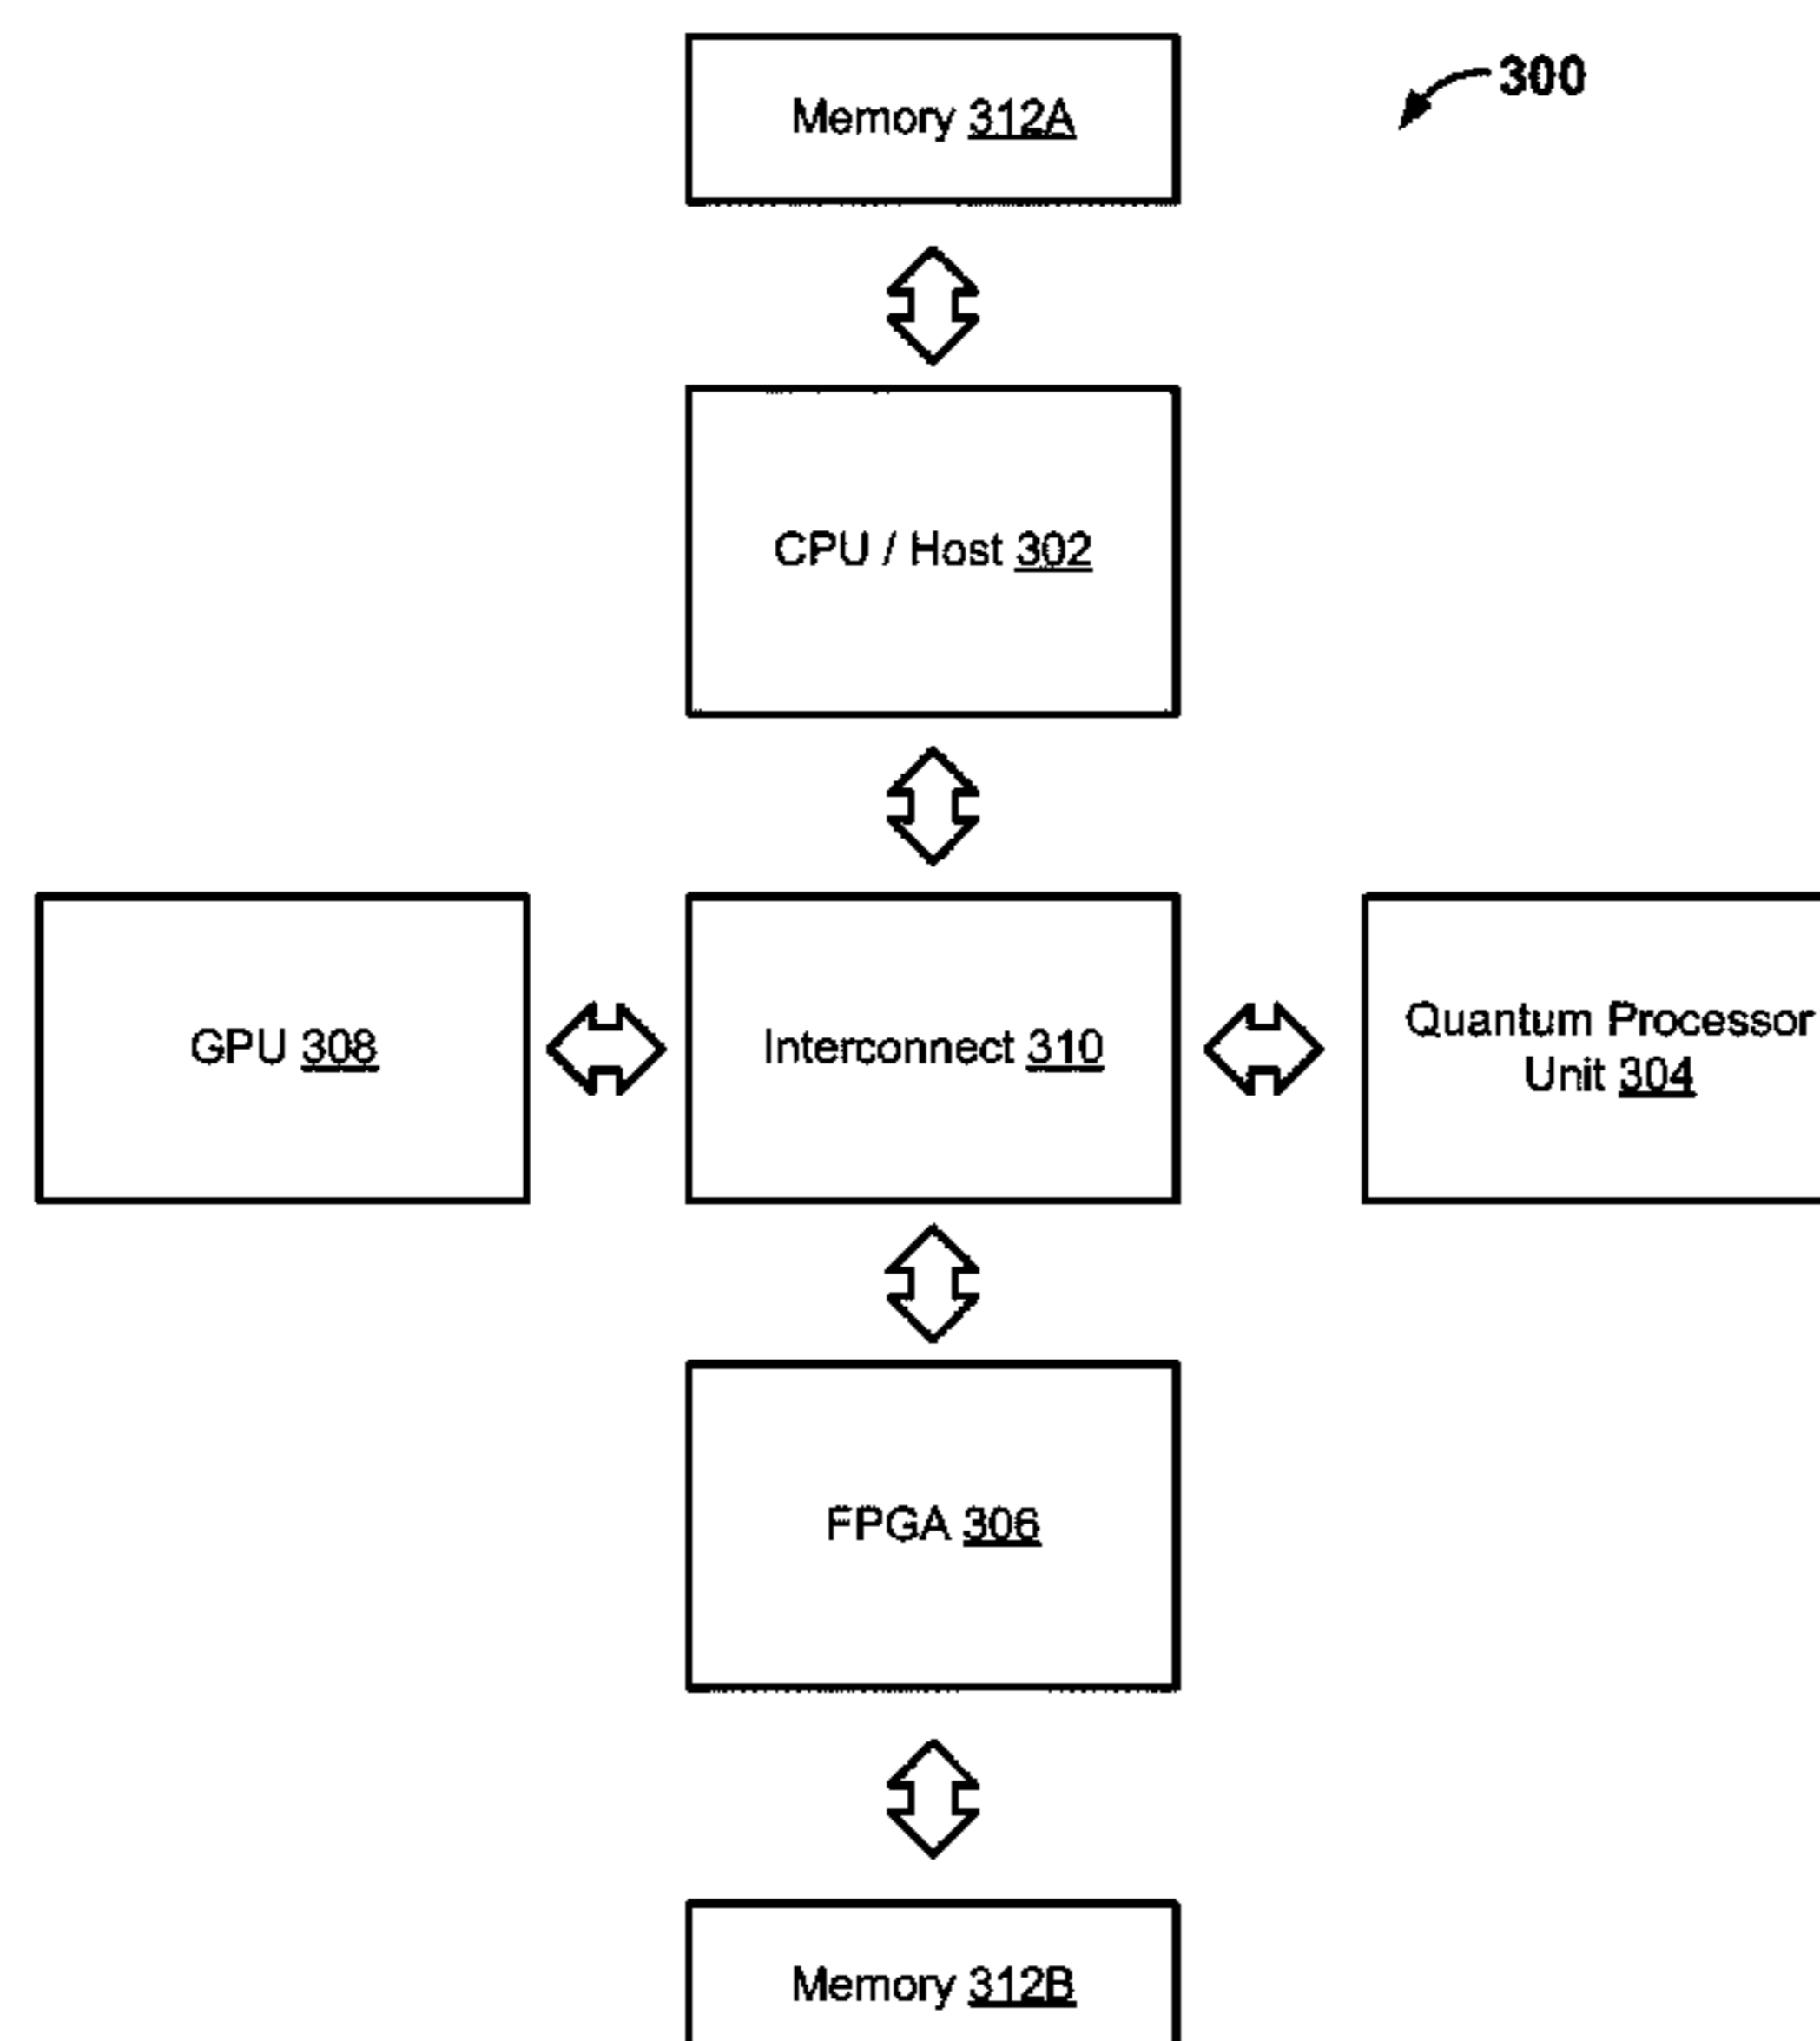 Memory 312A
300
CPU / Host 302
GPU 308
Interconnect 310
Quantum Processor
Unit 304
FPGA 306
Memory 312B